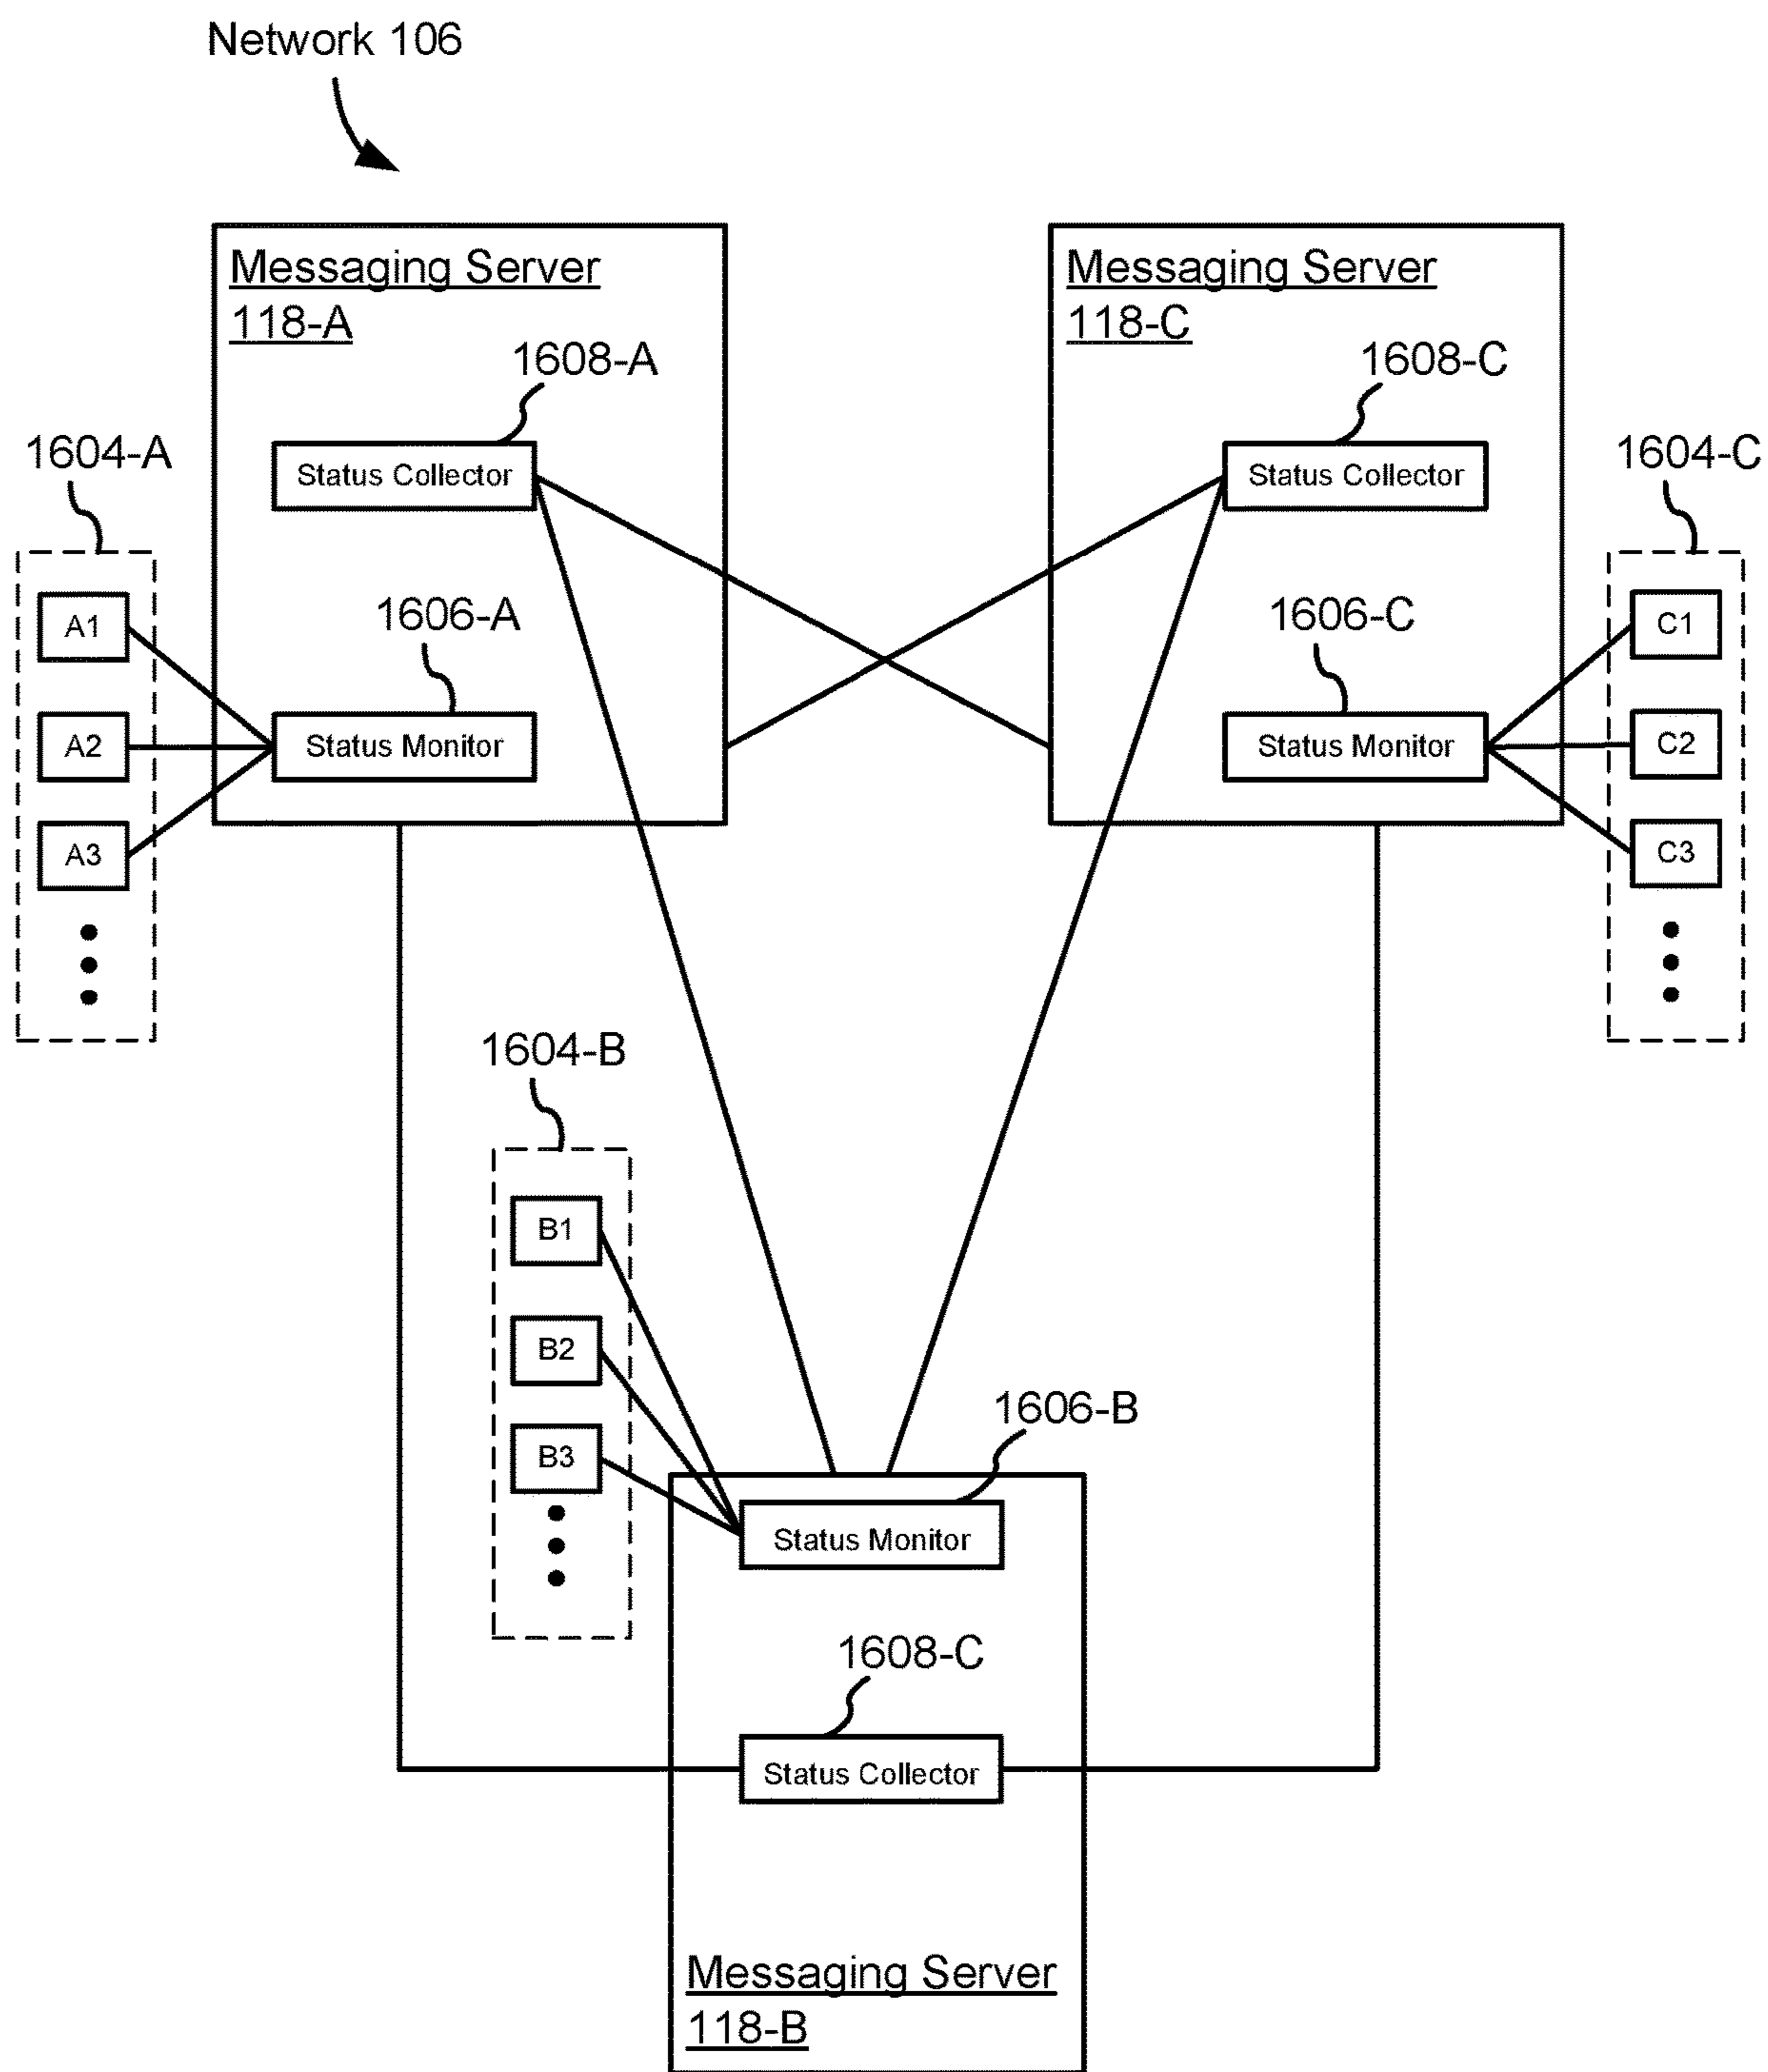 Network 106
Messaging Server
118-A
1608-A
Status Collector
1604-A
1606-A
A1
A2
A3
Status Monitor
Messaging Server
118-C
1608-C
Status Collector
1604-C
1606-C
Status Monitor
C1
C2
C3
1604-B
B1
B2
B3
1606-B
Status Monitor
1608-C
Status Collector
Messaging Server
118-B